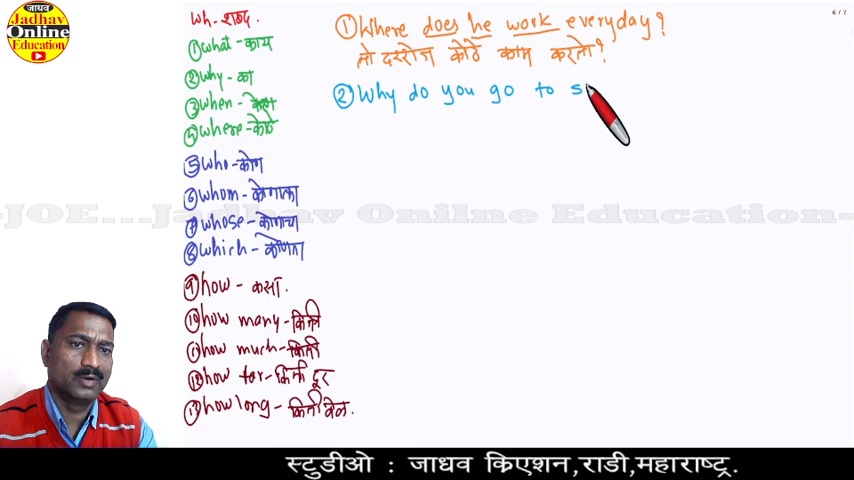 जाधव
Jadhav
Online
Education
wh-शब्द.
① what - काय
② why - का
③ when - केव्हा
④ where - कोठे
⑤ who - कोण
⑥ whom - कोणाला
⑦ whose - कोणाचा
⑧ which - कोणता
⑨ how - कसा.
⑩ how many - किती
⑪ how much - किती
⑫ how far - किती दूर
⑬ how long - किती वेळ.
① Where does he work everyday?
तो दररोज कोठे काम करतो?
② Why do you go to s
6 / 7
-JOE...Jadhav Onilne Education-
स्टुडीओ : जाधव किएशन,राडी,महाराष्ट्र.